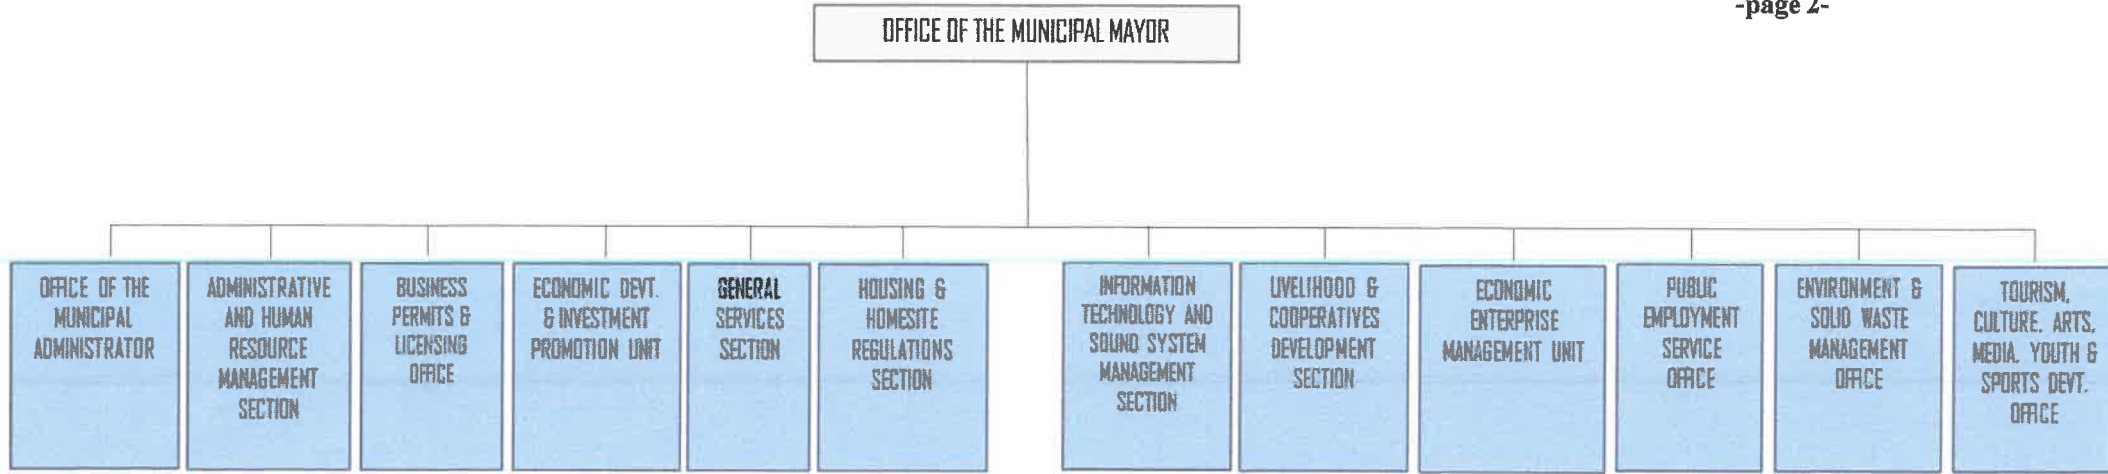 -page 2-
OFFICE OF THE MUNICIPAL MAYOR
OFFICE OF THE
MUNICIPAL
ADMINISTRATOR
ADMINISTRATIVE
AND HUMAN
RESOURCE
MANAGEMENT
SECTION
BUSINESS
PERMITS &
LICENSING
OFFICE
ECONOMIC DEVT.
& INVESTMENT
PROMOTION UNIT
GENERAL
SERVICES
SECTION
HOUSING &
HOMESITE
REGULATIONS
SECTION
INFORMATION
TECHNOLOGY AND
SOUND SYSTEM
MANAGEMENT
SECTION
LIVELIHOOD &
COOPERATIVES
DEVELOPMENT
SECTION
ECONOMIC
ENTERPRISE
MANAGEMENT UNIT
PUBLIC
EMPLOYMENT
SERVICE
OFFICE
ENVIRONMENT &
SOLID WASTE
MANAGEMENT
OFFICE
TOURISM,
CULTURE, ARTS,
MEDIA, YOUTH &
SPORTS DEVT.
OFFICE